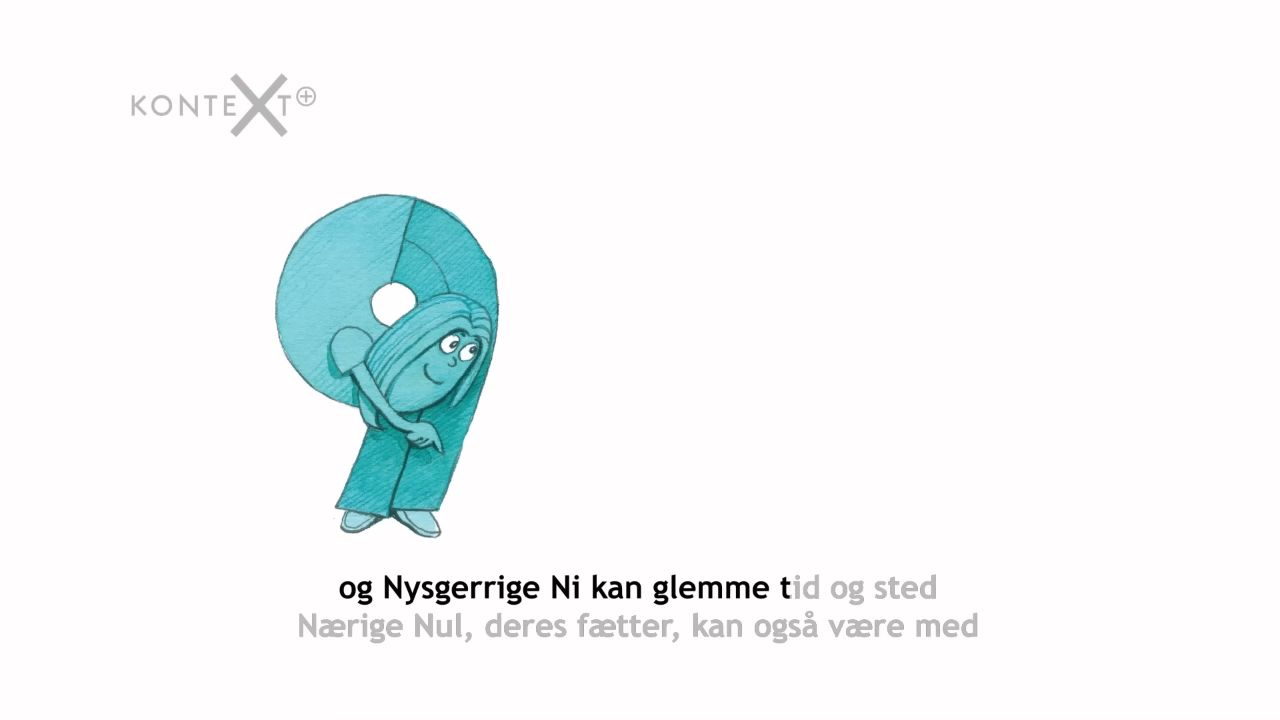 KONTEXT+
og Nysgerrige Ni kan glemme tid og sted
Nærige Nul, deres fætter, kan også være med